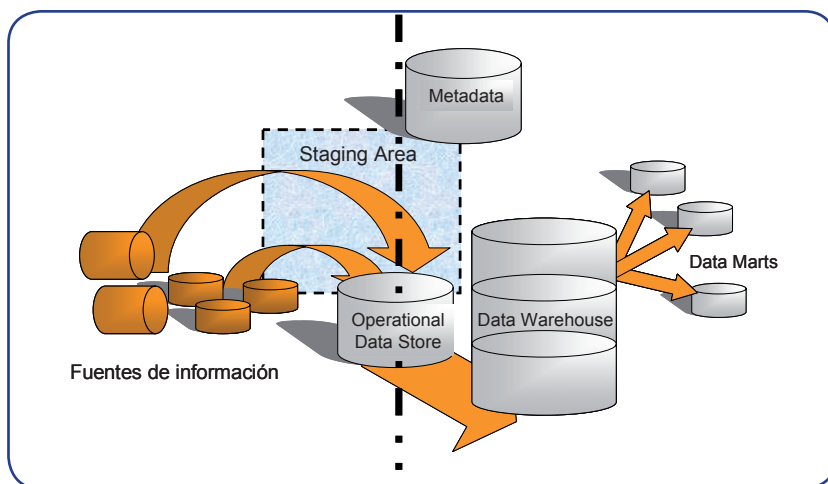 Metadata
Staging Area
Data Marts
Operational
Data Store
Data Warehouse
Fuentes de información